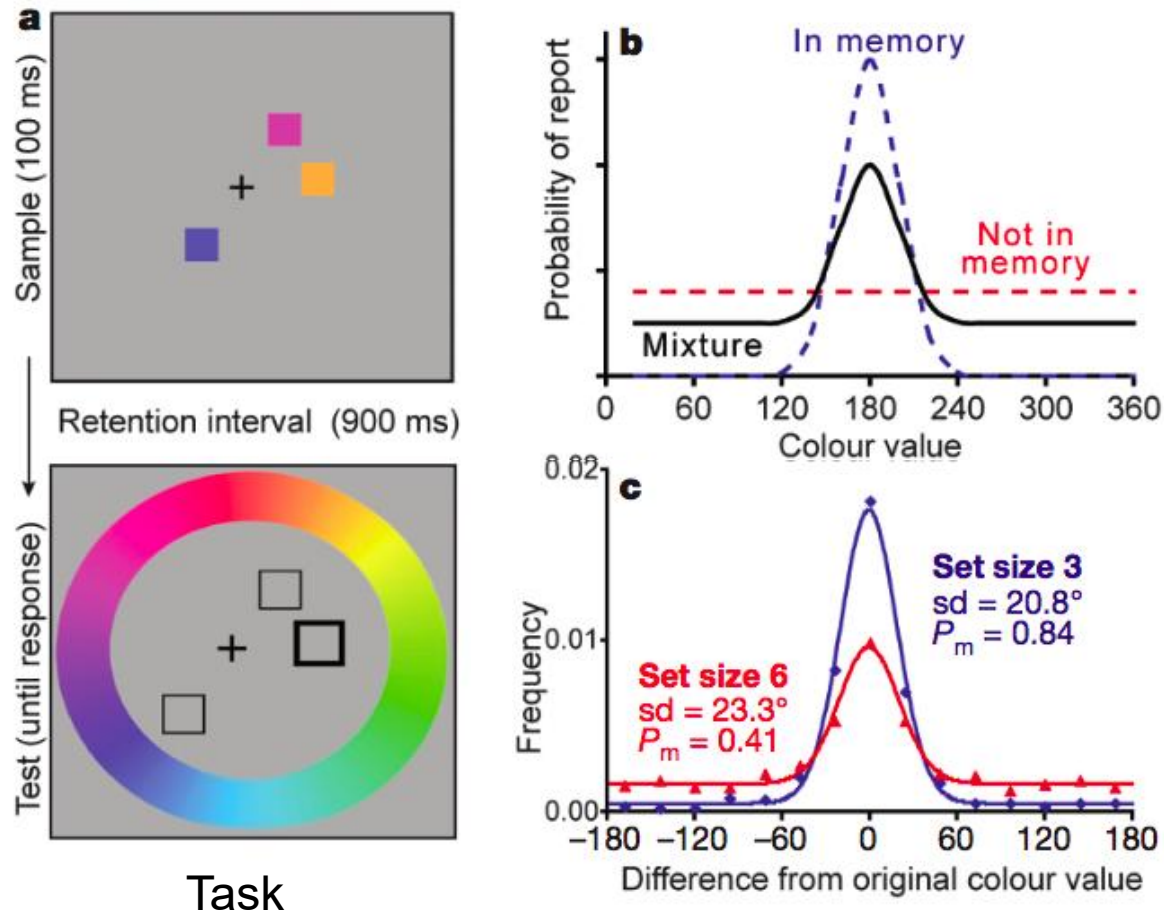 a
Sample (100 ms)
Retention interval (900 ms)
Test (until response)
Task
b
In memory
Not in
memory
Mixture
Probability of report
0 60 120 180 240 300 360
Colour value
c
0.02
0.01
0.00
Frequency
Set size 3
sd = 20.8°
Pm = 0.84
Set size 6
sd = 23.3°
Pm = 0.41
−180 −120 −60 0 60 120 180
Difference from original colour value